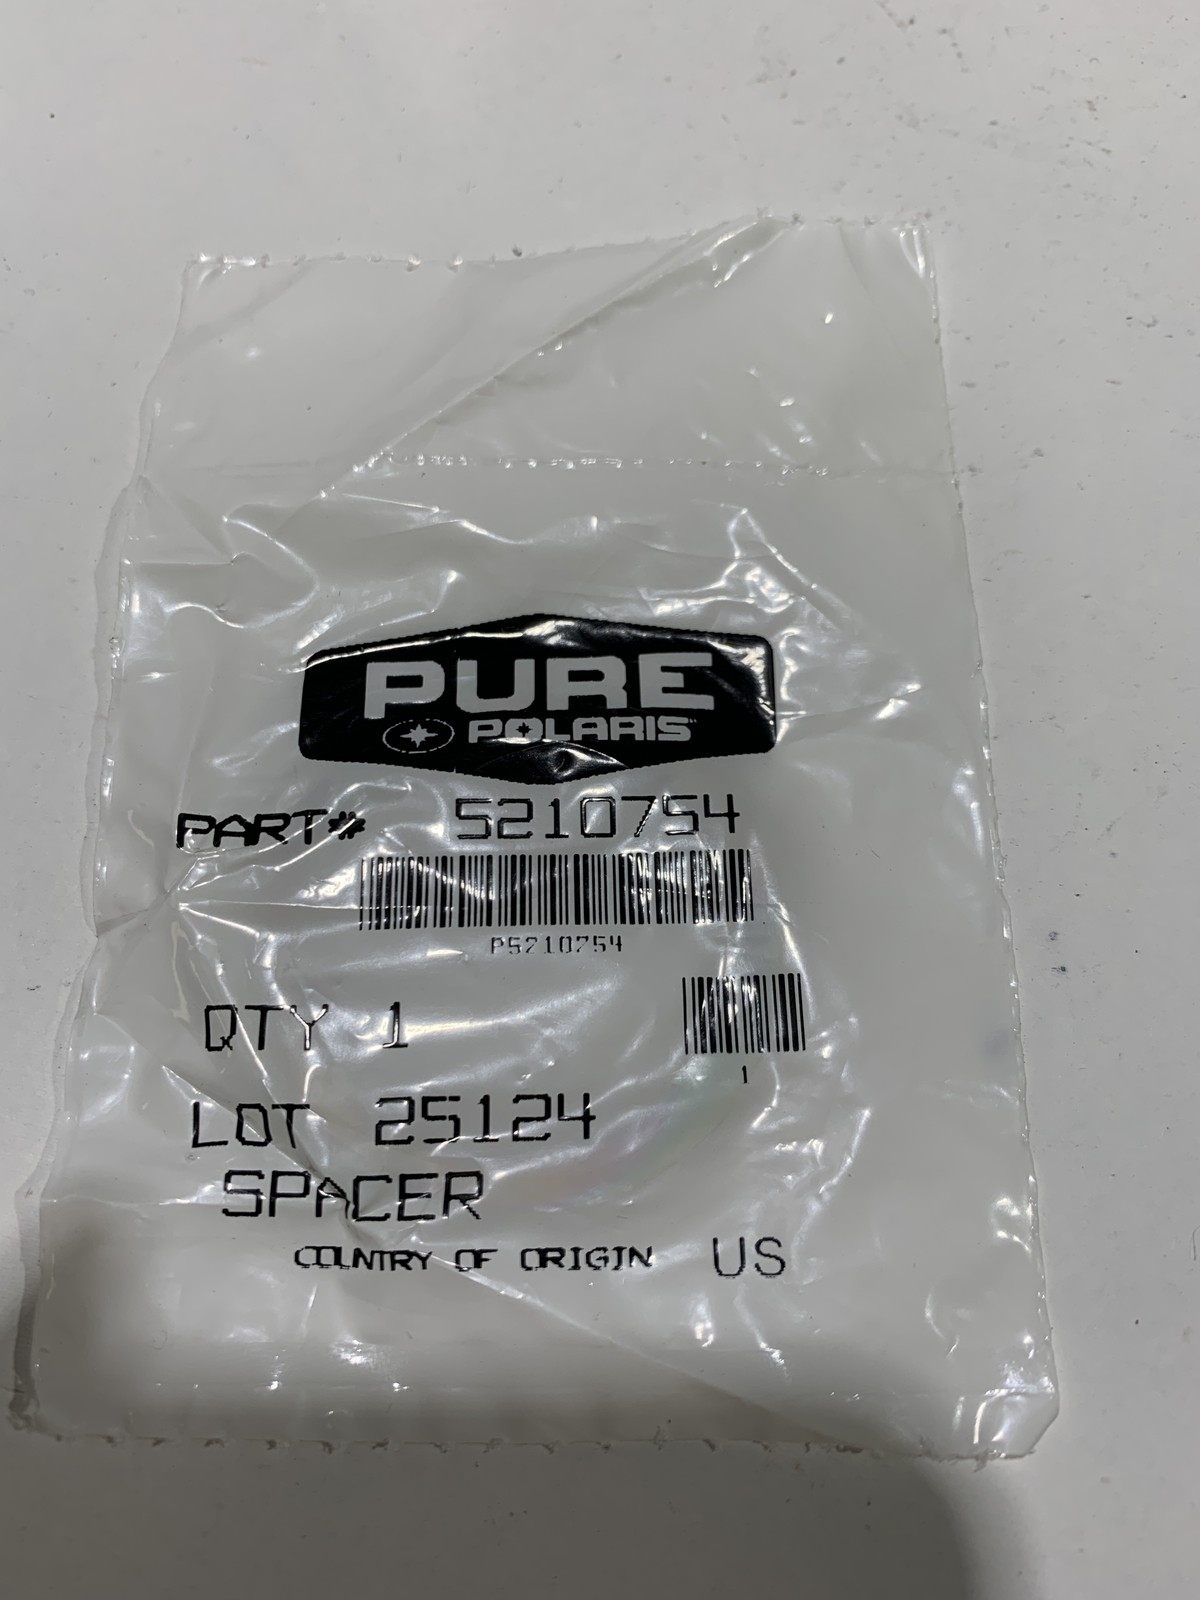 PURE
POLARIS
PART# 5210754
P5210754
QTY 1
1
LOT 25124
SPACER
COUNTRY OF ORIGIN US